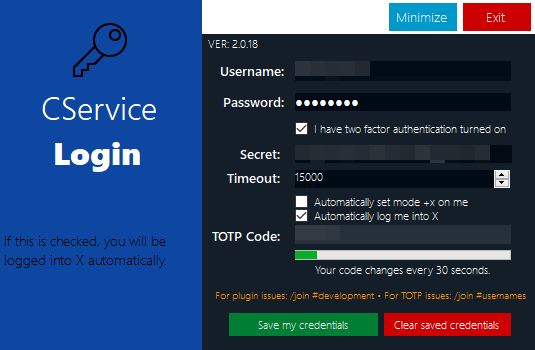 Minimize
Exit
VER: 2.0.18
CService
Login
If this is checked, you will be
logged into X automatically.
Username:
Password: ●●●●●●●●
I have two factor authentication turned on
Secret:
Timeout: 15000
Automatically set mode +x on me
Automatically log me into X
TOTP Code:
Your code changes every 30 seconds.
For plugin issues: /join #development • For TOTP issues: /join #usernames
Save my credentials
Clear saved credentials